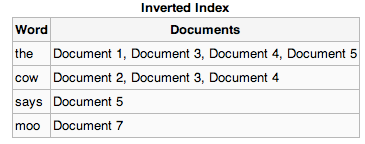 Inverted Index
Word Documents
the Document 1, Document 3, Document 4, Document 5
cow Document 2, Document 3, Document 4
says Document 5
moo Document 7